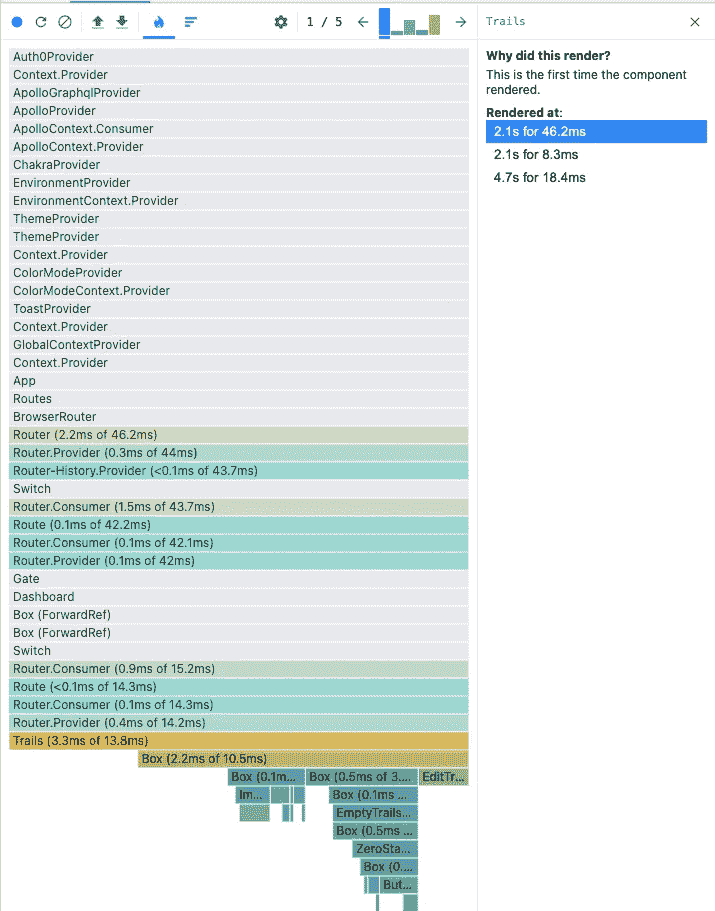 1 / 5
Trails
Auth0Provider
Context.Provider
ApolloGraphqlProvider
ApolloProvider
ApolloContext.Consumer
ApolloContext.Provider
ChakraProvider
EnvironmentProvider
EnvironmentContext.Provider
ThemeProvider
ThemeProvider
Context.Provider
ColorModeProvider
ColorModeContext.Provider
ToastProvider
Context.Provider
GlobalContextProvider
Context.Provider
App
Routes
BrowserRouter
Router (2.2ms of 46.2ms)
Router.Provider (0.3ms of 44ms)
Router-History.Provider (<0.1ms of 43.7ms)
Switch
Router.Consumer (1.5ms of 43.7ms)
Route (0.1ms of 42.2ms)
Router.Consumer (0.1ms of 42.1ms)
Router.Provider (0.1ms of 42ms)
Gate
Dashboard
Box (ForwardRef)
Box (ForwardRef)
Switch
Router.Consumer (0.9ms of 15.2ms)
Route (<0.1ms of 14.3ms)
Router.Consumer (0.1ms of 14.3ms)
Router.Provider (0.4ms of 14.2ms)
Trails (3.3ms of 13.8ms)
Box (2.2ms of 10.5ms)
Box (0.1m... Box (0.5ms of 3.... EditTr...
Im... Box (0.1ms ...
EmptyTrails...
Box (0.5ms ...
ZeroSta...
Box (0....
But...
Why did this render?
This is the first time the component
rendered.
Rendered at:
2.1s for 46.2ms
2.1s for 8.3ms
4.7s for 18.4ms